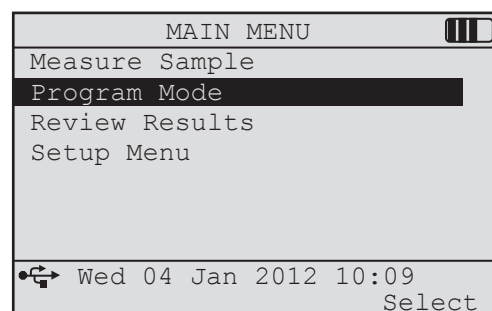 MAIN MENU
Measure Sample
Program Mode
Review Results
Setup Menu
Wed 04 Jan 2012 10:09
Select